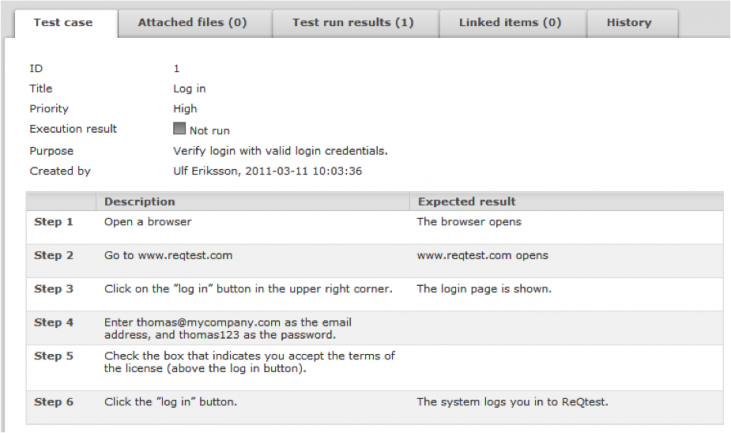 Test case Attached files (0) Test run results (1) Linked items (0) History
ID 1
Title Log in
Priority High
Execution result Not run
Purpose Verify login with valid login credentials.
Created by Ulf Eriksson, 2011-03-11 10:03:36
Description Expected result
Step 1 Open a browser The browser opens
Step 2 Go to www.reqtest.com www.reqtest.com opens
Step 3 Click on the ”log in” button in the upper right corner. The login page is shown.
Step 4 Enter thomas@mycompany.com as the email
address, and thomas123 as the password.
Step 5 Check the box that indicates you accept the terms of
the license (above the log in button).
Step 6 Click the ”log in” button. The system logs you in to ReQtest.